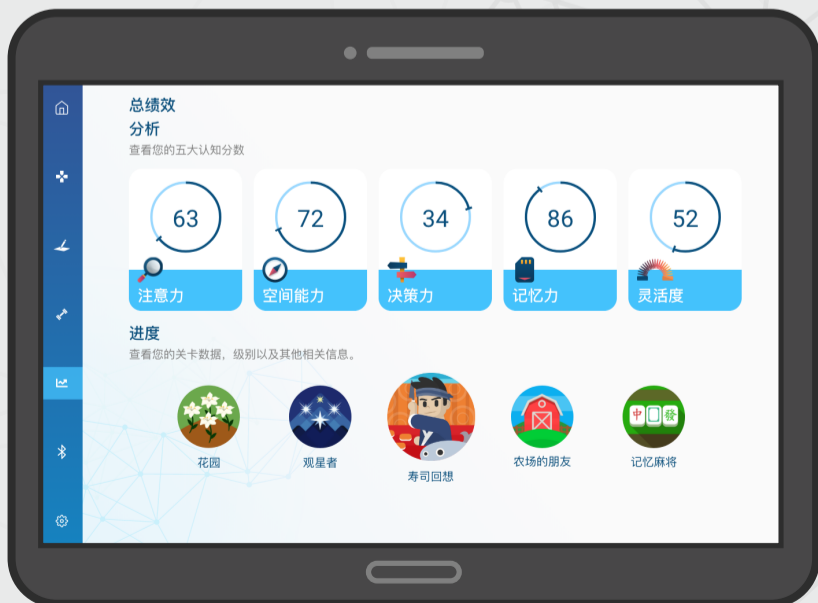 总绩效
分析
查看您的五大认知分数
63
72
34
86
52
注意力
空间能力
决策力
记忆力
灵活度
进度
查看您的关卡数据，级别以及其他相关信息。
中
發
花园
观星者
寿司回想
农场的朋友
记忆麻将